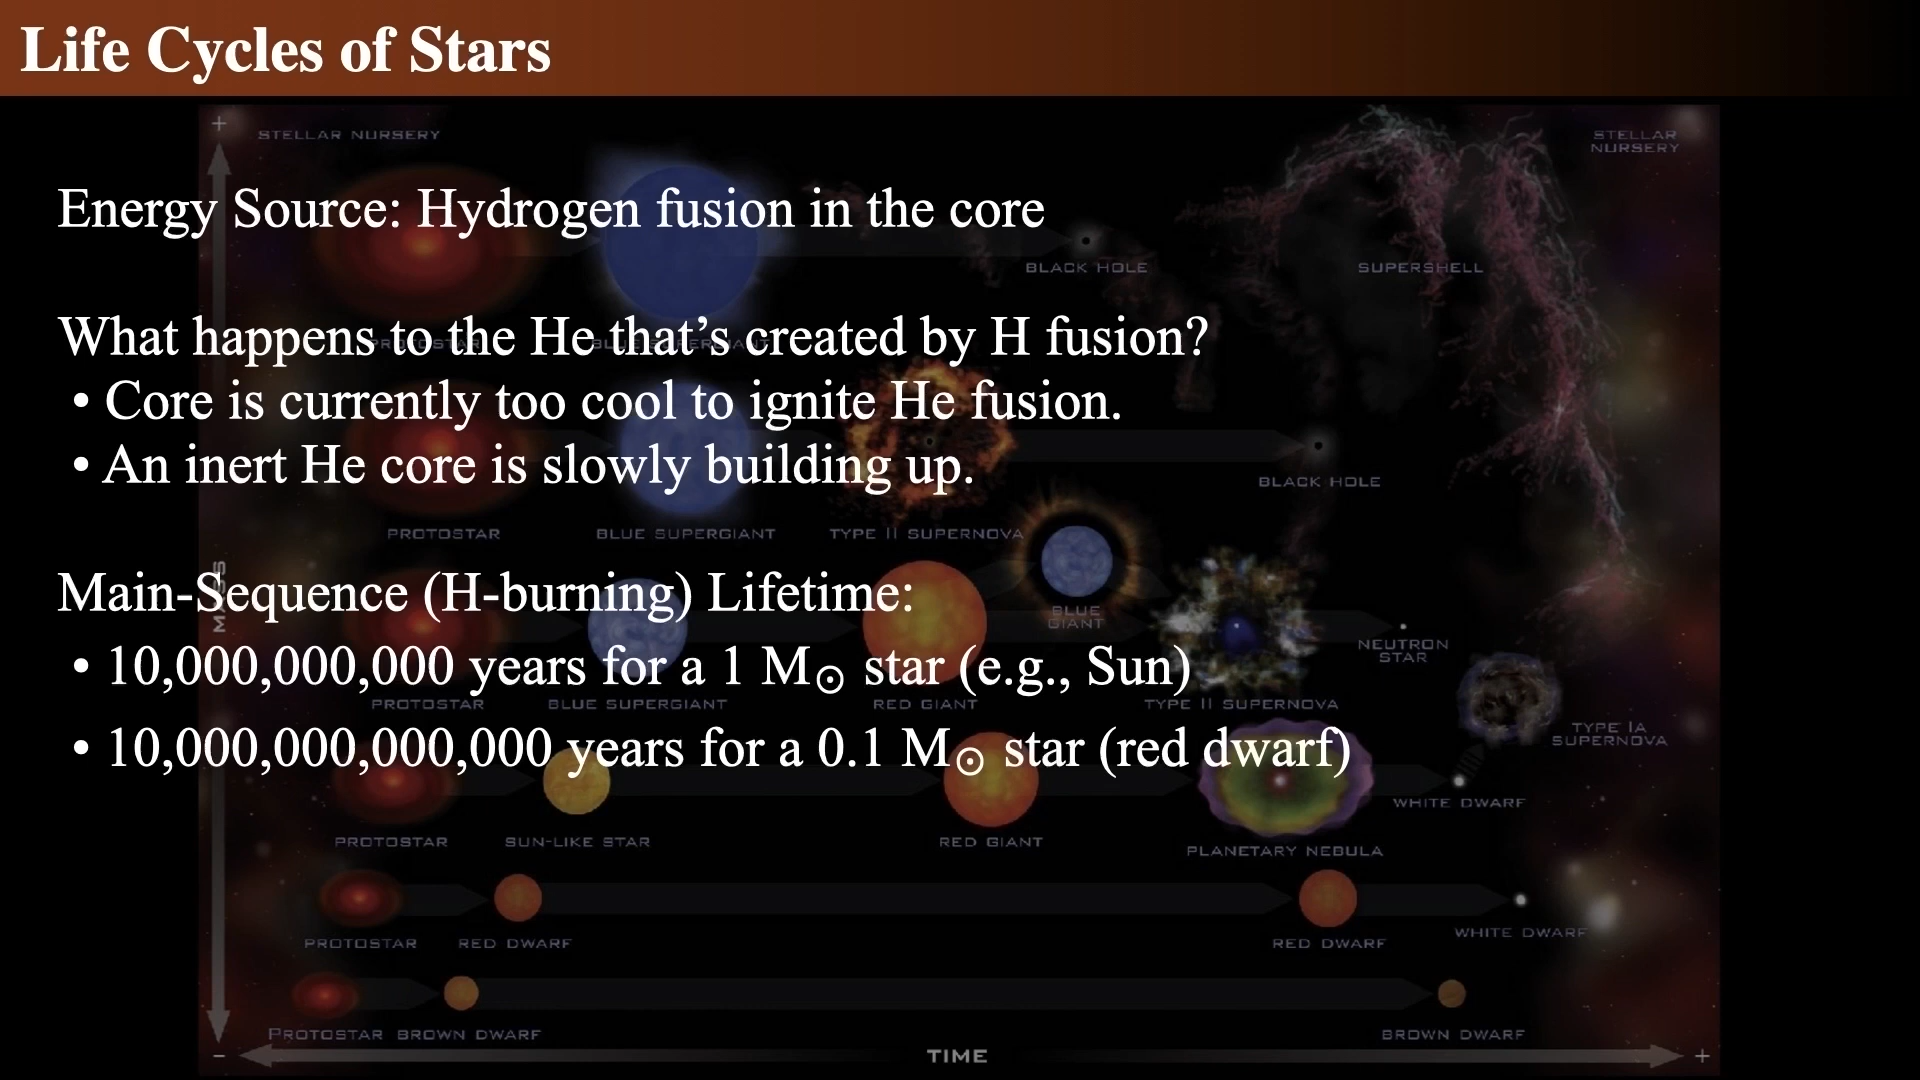 Life Cycles of Stars
+
STELLAR NURSERY
STELLAR
NURSERY
Energy Source: Hydrogen fusion in the core
BLACK HOLE
SUPERSHELL
What happens to the He that’s created by H fusion?
PROTOSTAR
BLUE SUPERGIANT
• Core is currently too cool to ignite He fusion.
• An inert He core is slowly building up.
BLACK HOLE
PROTOSTAR
BLUE SUPERGIANT
TYPE II SUPERNOVA
MASS
Main-Sequence (H-burning) Lifetime:
BLUE
GIANT
NEUTRON
STAR
• 10,000,000,000 years for a 1 M☉ star (e.g., Sun)
PROTOSTAR
BLUE SUPERGIANT
RED GIANT
TYPE II SUPERNOVA
TYPE IA
SUPERNOVA
• 10,000,000,000,000 years for a 0.1 M☉ star (red dwarf)
WHITE DWARF
PROTOSTAR
SUN-LIKE STAR
RED GIANT
PLANETARY NEBULA
PROTOSTAR
RED DWARF
RED DWARF
WHITE DWARF
PROTOSTAR
BROWN DWARF
BROWN DWARF
-
TIME
+